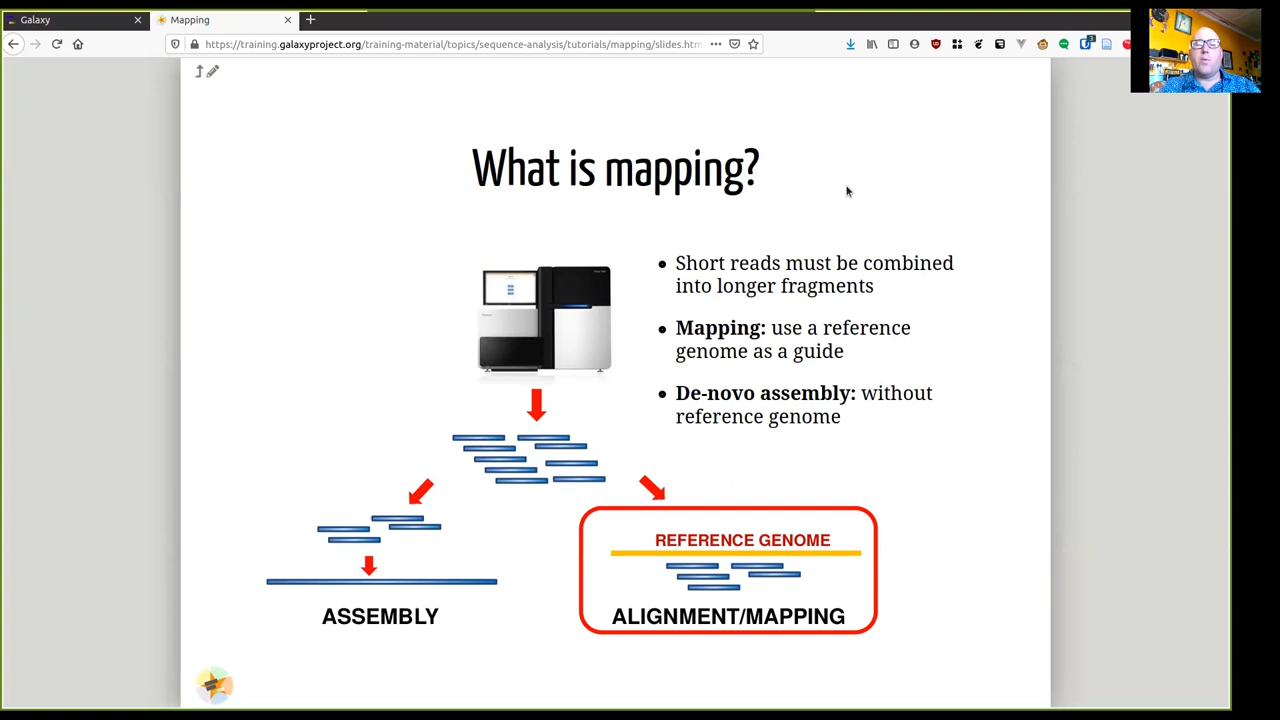 Galaxy
Mapping
https://training.galaxyproject.org/training-material/topics/sequence-analysis/tutorials/mapping/slides.htm
What is mapping?
Short reads must be combined
into longer fragments
Mapping: use a reference
genome as a guide
De-novo assembly: without
reference genome
REFERENCE GENOME
ASSEMBLY
ALIGNMENT/MAPPING